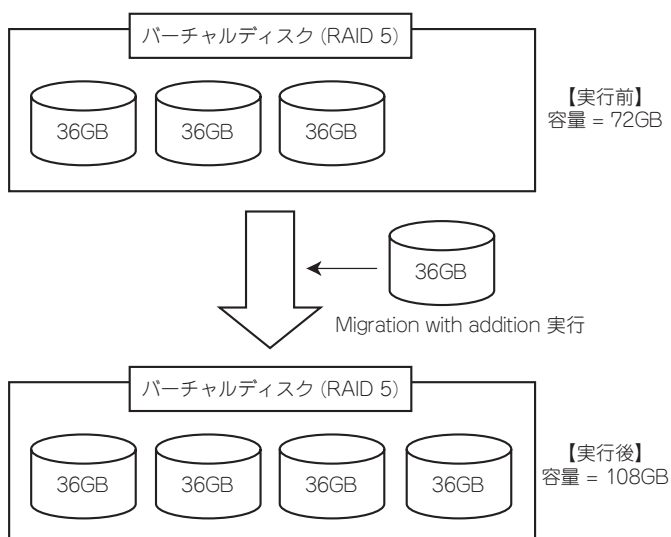 バーチャルディスク (RAID 5)
36GB
36GB
36GB
【実行前】
容量 = 72GB
36GB
Migration with addition 実行
バーチャルディスク (RAID 5)
36GB
36GB
36GB
36GB
【実行後】
容量 = 108GB